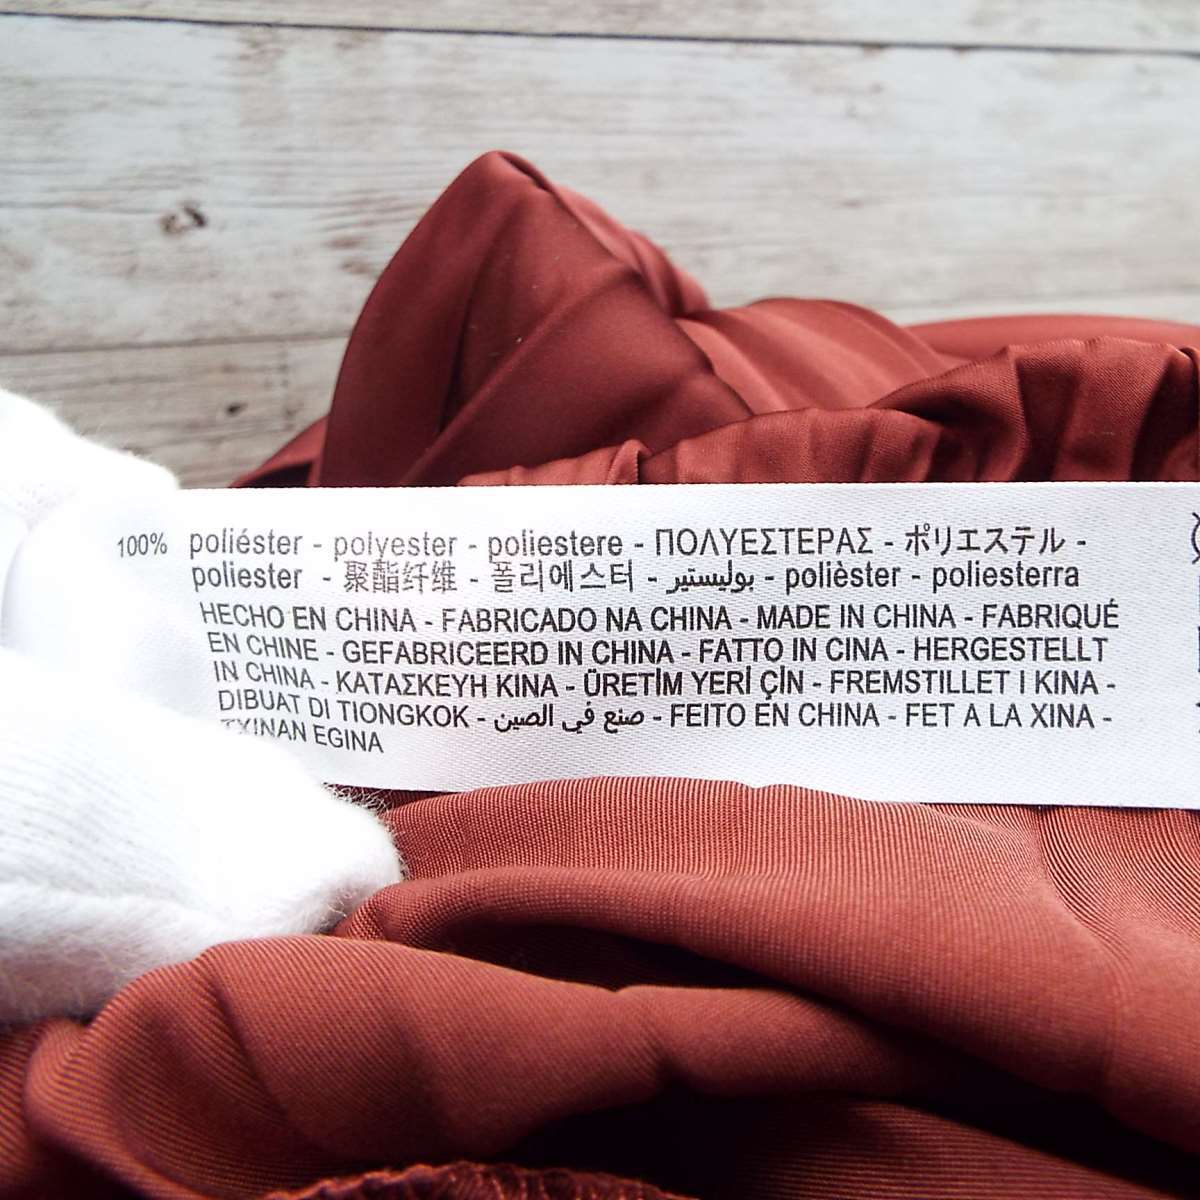 100% poliéster - polyester - poliestere - ΠΟΛΥΕΣΤΕΡΑΣ - ポリエステル -
poliester - 聚酯纤维 - 폴리에스터 - بوليستير - polièster - poliesterra
HECHO EN CHINA - FABRICADO NA CHINA - MADE IN CHINA - FABRIQUÉ
EN CHINE - GEFABRICEERD IN CHINA - FATTO IN CINA - HERGESTELLT
IN CHINA - ΚΑΤΑΣΚΕΥΗ ΚΙΝΑ - ÜRETİM YERİ ÇİN - FREMSTILLET I KINA -
DIBUAT DI TIONGKOK - صنع في الصين - FEITO EN CHINA - FET A LA XINA -
TXINAN EGINA